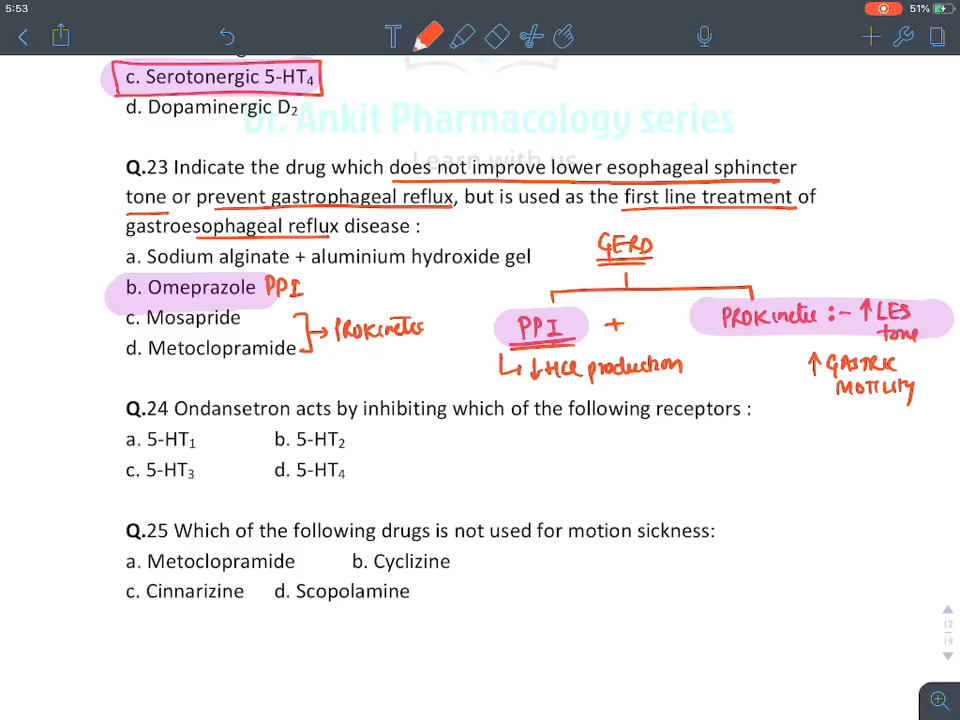 5:53
51%
T
c. Serotonergic 5-HT₄
d. Dopaminergic D₂
Dr. Ankit Pharmacology series
Learn with us
Q.23 Indicate the drug which does not improve lower esophageal sphincter
tone or prevent gastrophageal reflux, but is used as the first line treatment of
gastroesophageal reflux disease :
a. Sodium alginate + aluminium hydroxide gel
b. Omeprazole PPI
c. Mosapride
d. Metoclopramide
PROKinetics
GERD
PPI + PROKinetic :- ↑ LES
tone
↓ HCl production
↑ GASTRIC
MOTILITY
Q.24 Ondansetron acts by inhibiting which of the following receptors :
a. 5-HT₁ b. 5-HT₂
c. 5-HT₃ d. 5-HT₄
Q.25 Which of the following drugs is not used for motion sickness:
a. Metoclopramide b. Cyclizine
c. Cinnarizine d. Scopolamine
12
19